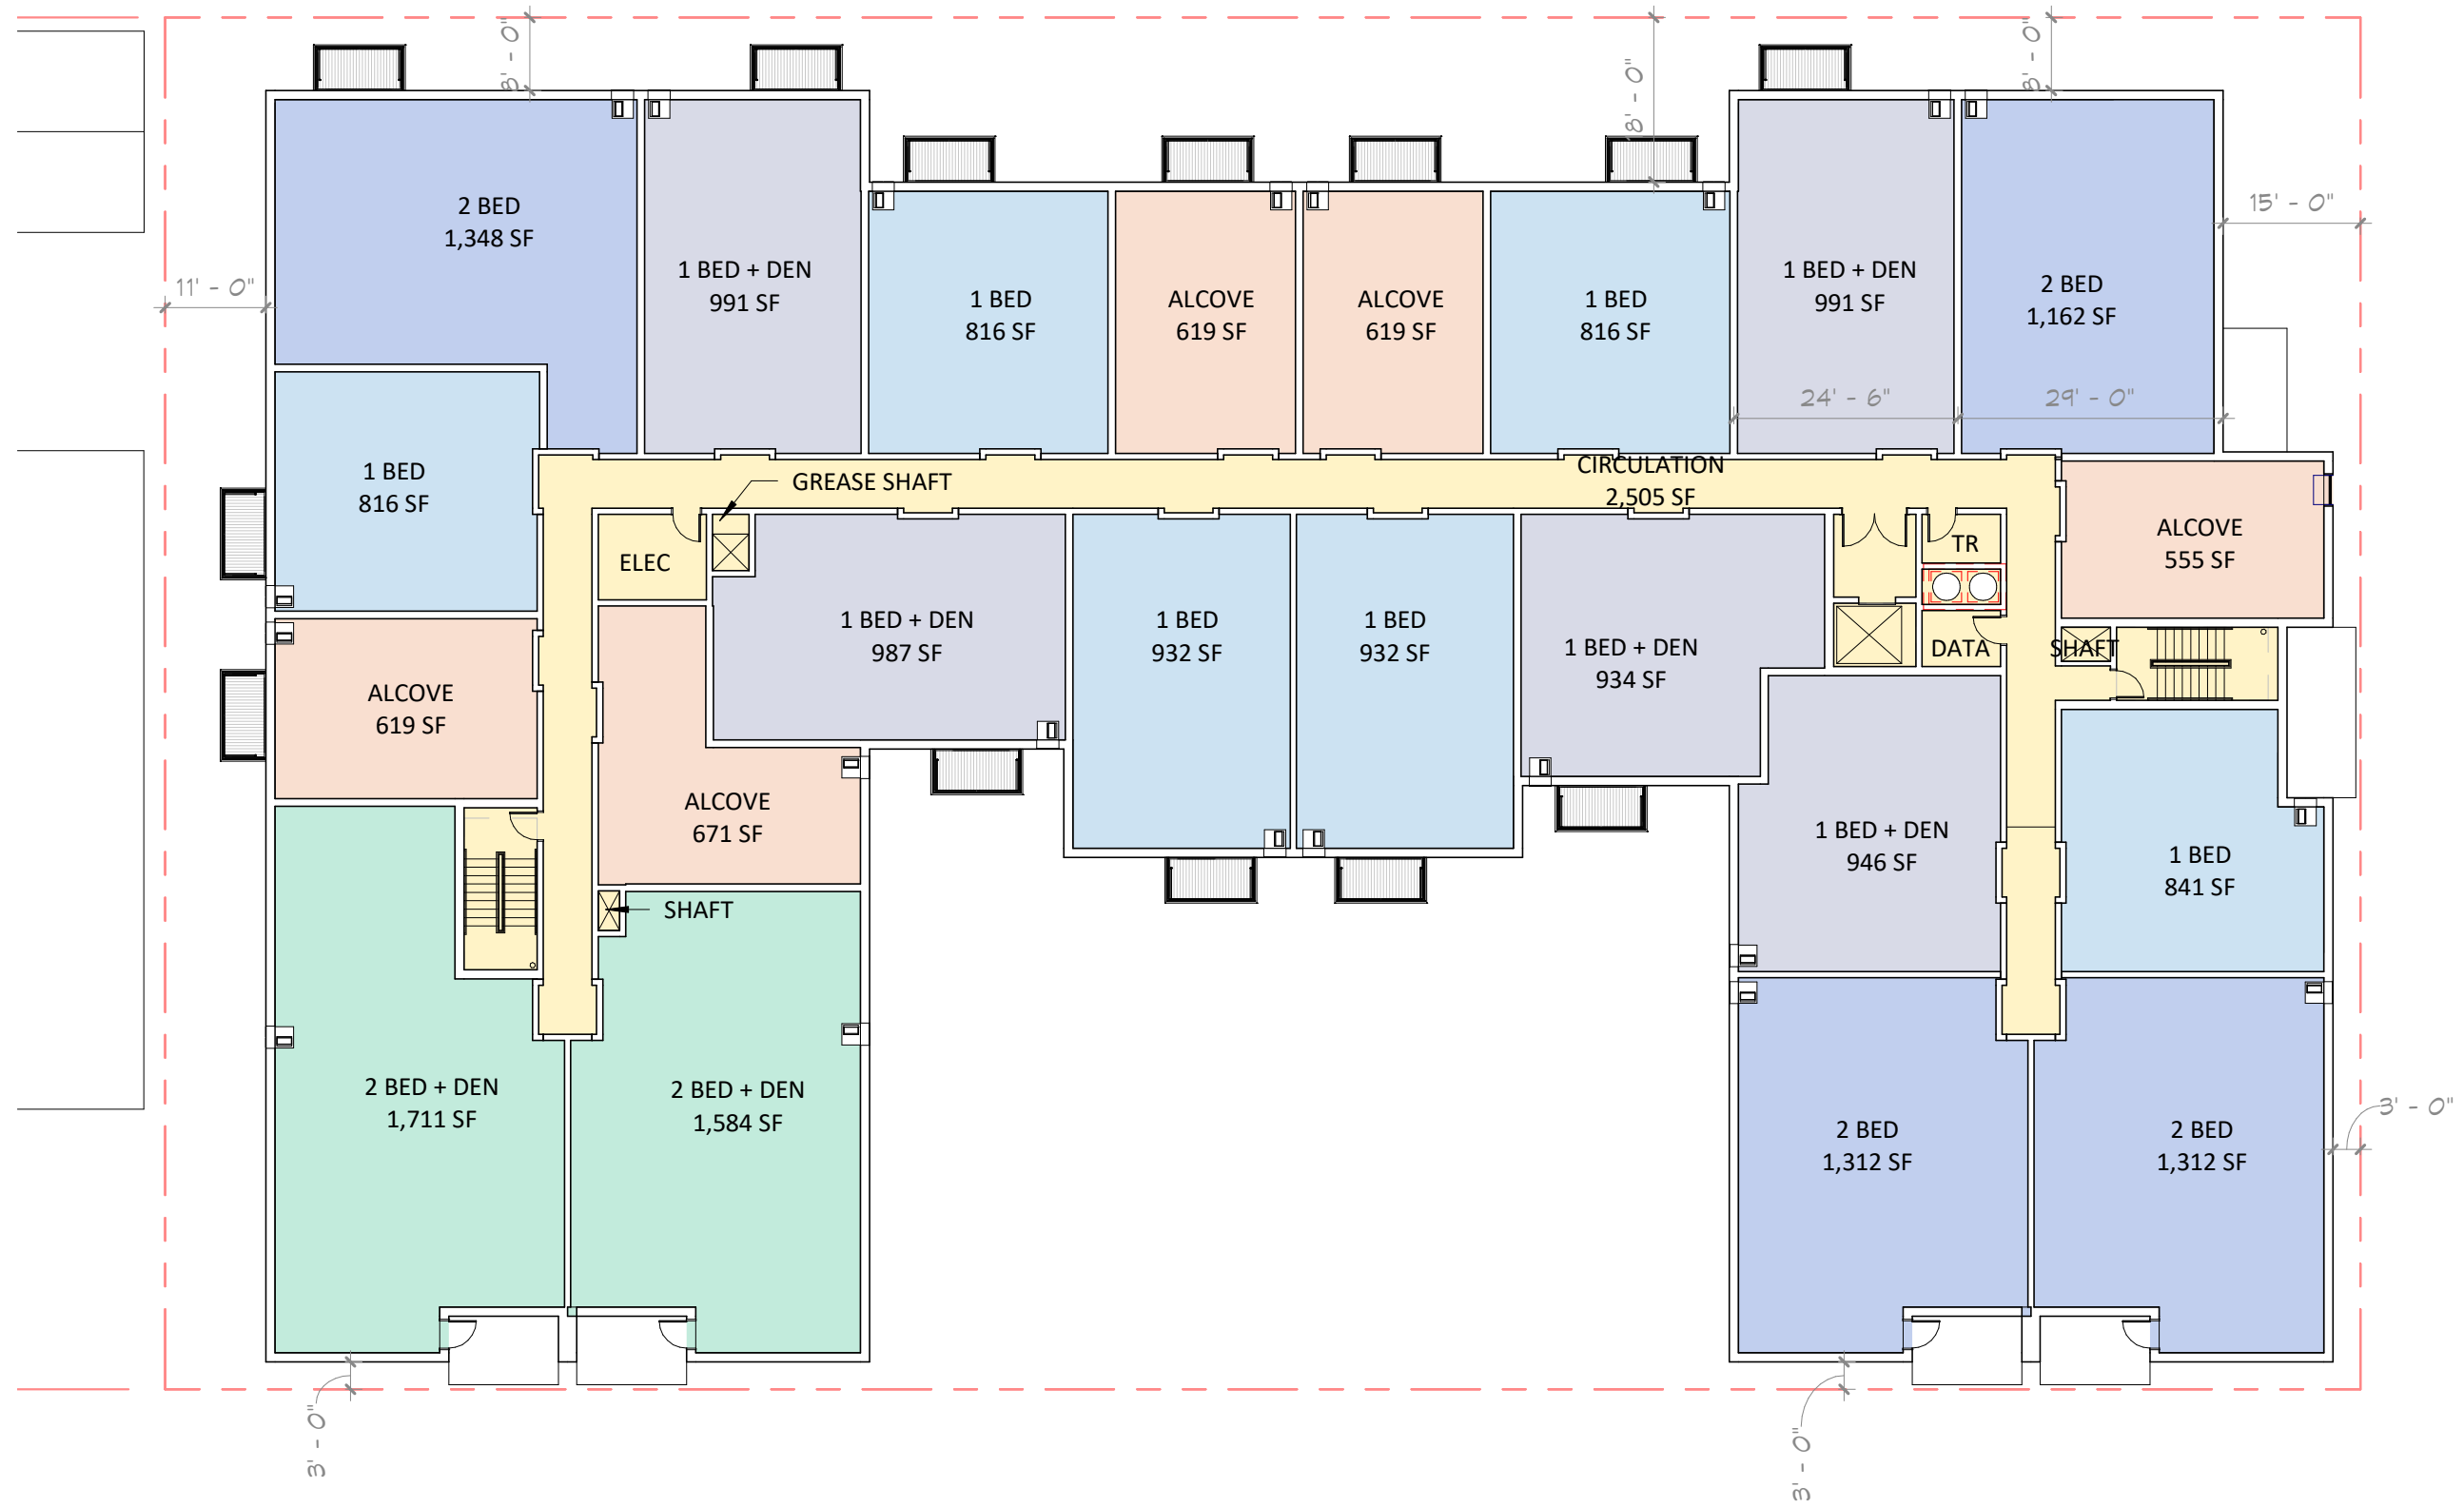 8' - 0"
8' - 0"
18' - 0"
2 BED
1,348 SF
15' - 0"
1 BED + DEN
991 SF
1 BED + DEN
991 SF
11' - 0"
1 BED
816 SF
ALCOVE
619 SF
ALCOVE
619 SF
1 BED
816 SF
2 BED
1,162 SF
24' - 6"
29' - 0"
1 BED
816 SF
GREASE SHAFT
CIRCULATION
2,505 SF
ELEC
TR
ALCOVE
555 SF
1 BED + DEN
987 SF
1 BED
932 SF
1 BED
932 SF
1 BED + DEN
934 SF
DATA
SHAFT
ALCOVE
619 SF
ALCOVE
671 SF
1 BED + DEN
946 SF
1 BED
841 SF
SHAFT
2 BED + DEN
1,711 SF
2 BED + DEN
1,584 SF
2 BED
1,312 SF
2 BED
1,312 SF
3' - 0"
3' - 0"
3' - 0"